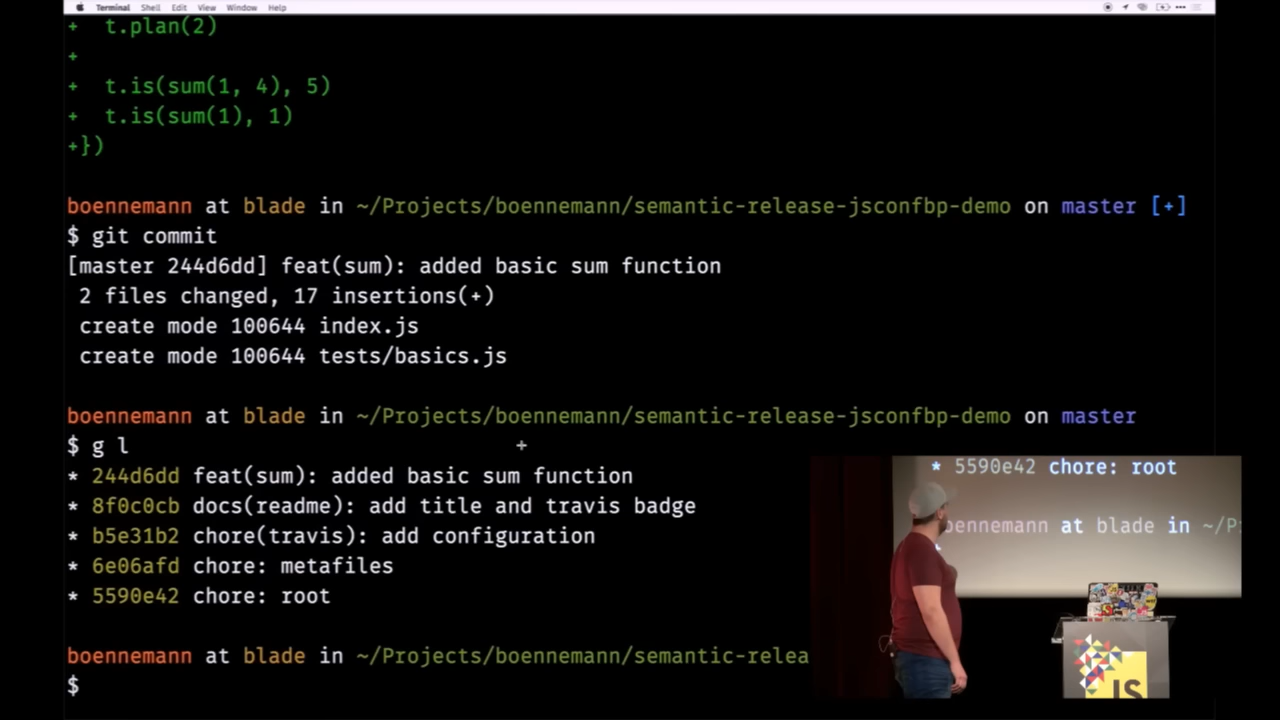 Terminal Shell Edit View Window Help
+ t.plan(2)
+
+ t.is(sum(1, 4), 5)
+ t.is(sum(1), 1)
+})
boennemann at blade in ~/Projects/boennemann/semantic-release-jsconfbp-demo on master [+]
$ git commit
[master 244d6dd] feat(sum): added basic sum function
2 files changed, 17 insertions(+)
create mode 100644 index.js
create mode 100644 tests/basics.js
boennemann at blade in ~/Projects/boennemann/semantic-release-jsconfbp-demo on master
$ g l
* 244d6dd feat(sum): added basic sum function
* 8f0c0cb docs(readme): add title and travis badge
* b5e31b2 chore(travis): add configuration
* 6e06afd chore: metafiles
* 5590e42 chore: root
boennemann at blade in ~/Projects/boennemann/semantic-relea
$
* 5590e42 chore: root
oennemann at blade in ~/P
JS